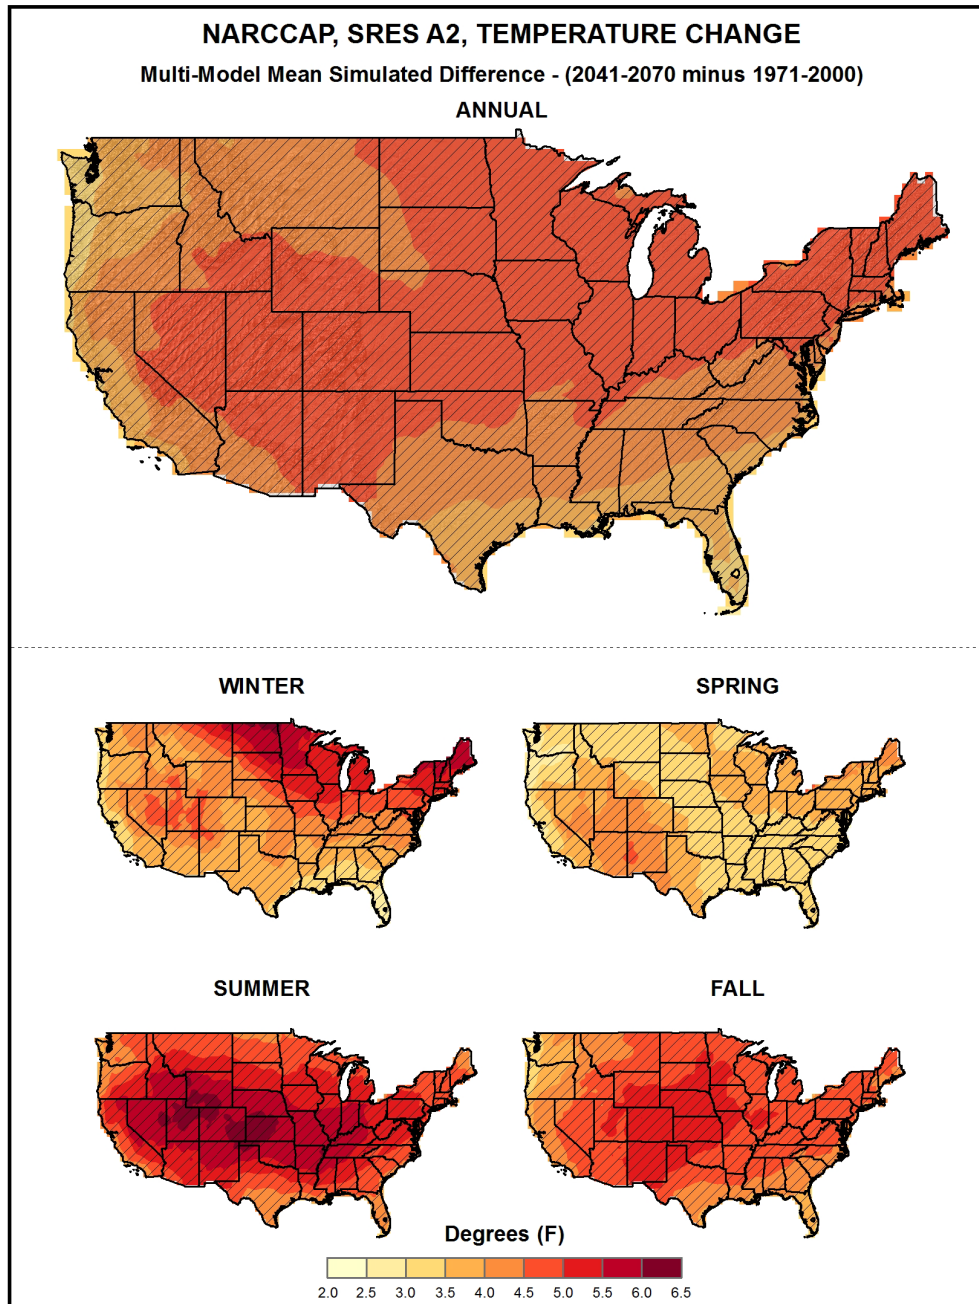 NARCCAP, SRES A2, TEMPERATURE CHANGE
Multi-Model Mean Simulated Difference - (2041-2070 minus 1971-2000)
ANNUAL
WINTER
SPRING
SUMMER
FALL
Degrees (F)
2.0 2.5 3.0 3.5 4.0 4.5 5.0 5.5 6.0 6.5